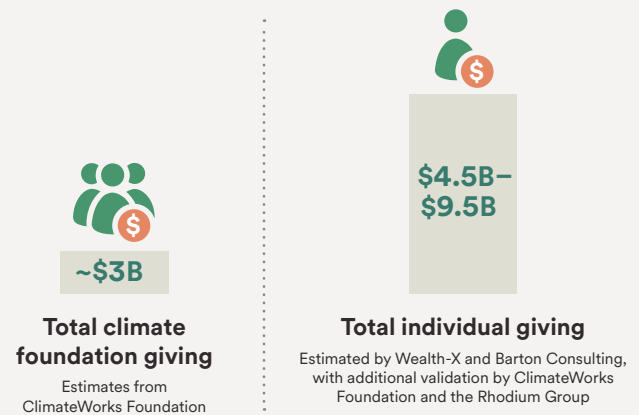 $
~$3B
Total climate
foundation giving
Estimates from
ClimateWorks Foundation
$
$4.5B–
$9.5B
Total individual giving
Estimated by Wealth-X and Barton Consulting,
with additional validation by ClimateWorks
Foundation and the Rhodium Group